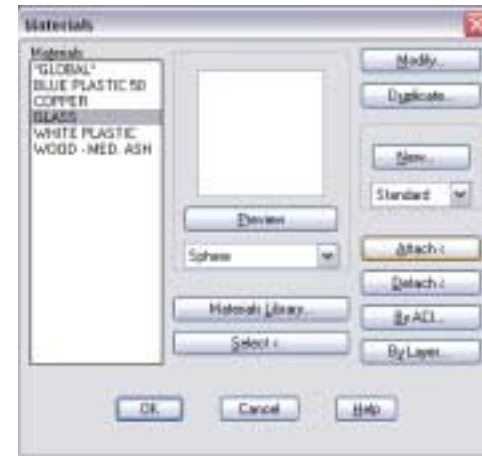 Materials
Materials:
*GLOBAL*
BLUE PLASTIC 5D
COPPER
GLASS
WHITE PLASTIC
WOOD - MED. ASH
Preview
Sphere
Materials Library...
Select <
Modify...
Duplicate...
New...
Standard
Attach <
Detach <
By ACI...
By Layer...
OK
Cancel
Help